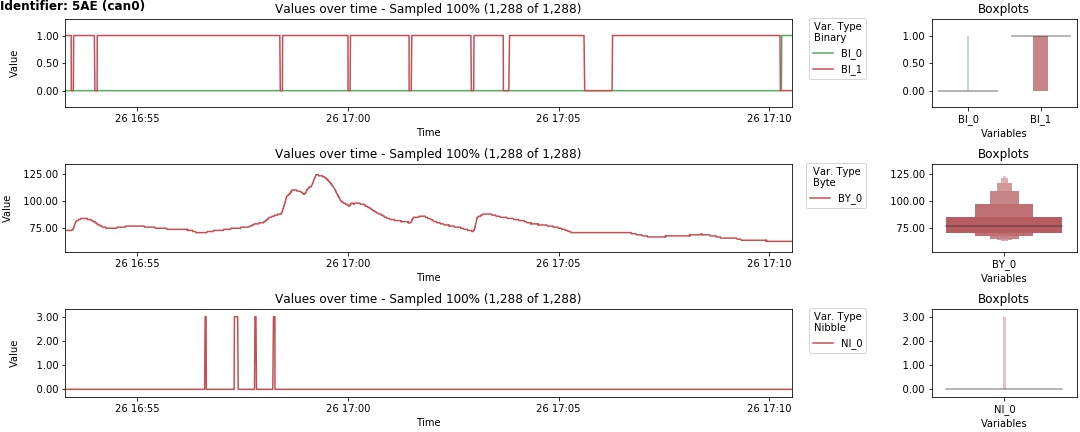 Identifier: 5AE (can0)
Values over time - Sampled 100% (1,288 of 1,288)
Boxplots
Value
1.00
0.50
0.00
26 16:55
26 17:00
26 17:05
26 17:10
Time
Var. Type
Binary
BI_0
BI_1
1.00
0.50
0.00
BI_0
BI_1
Variables
Values over time - Sampled 100% (1,288 of 1,288)
Boxplots
Value
125.00
100.00
75.00
26 16:55
26 17:00
26 17:05
26 17:10
Time
Var. Type
Byte
BY_0
125.00
100.00
75.00
BY_0
Variables
Values over time - Sampled 100% (1,288 of 1,288)
Boxplots
Value
3.00
2.00
1.00
0.00
26 16:55
26 17:00
26 17:05
26 17:10
Time
Var. Type
Nibble
NI_0
3.00
2.00
1.00
0.00
NI_0
Variables